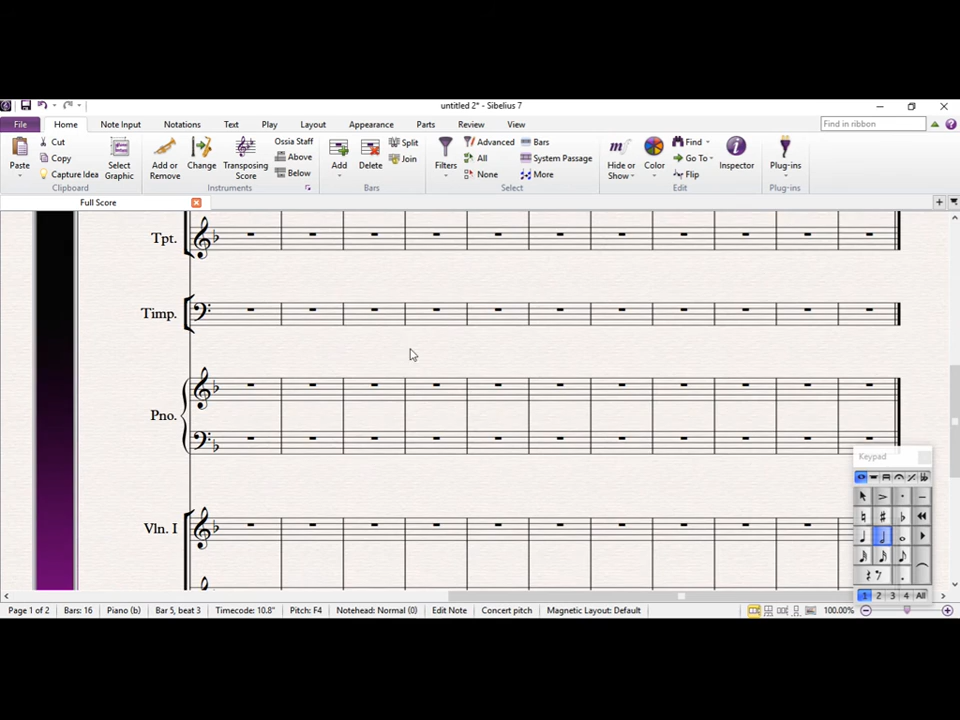 untitled 2* - Sibelius 7
File Home Note Input Notations Text Play Layout Appearance Parts Review View Find in ribbon
Paste Cut Copy Capture Idea Select Graphic Add or Remove Change Transposing Score Ossia Staff Above Below Add Delete Split Join Filters Advanced All None Bars System Passage More Hide or Show Color Find Go To Flip Inspector Plug-ins
Clipboard Instruments Bars Select Edit Plug-ins
Full Score
Tpt.
Timp.
Pno.
Keypad
Vln. I
1 2 3 4 All
Page 1 of 2 Bars: 16 Piano (b) Bar 5, beat 3 Timecode: 10.8" Pitch: F4 Notehead: Normal (0) Edit Note Concert pitch Magnetic Layout: Default 100.00%